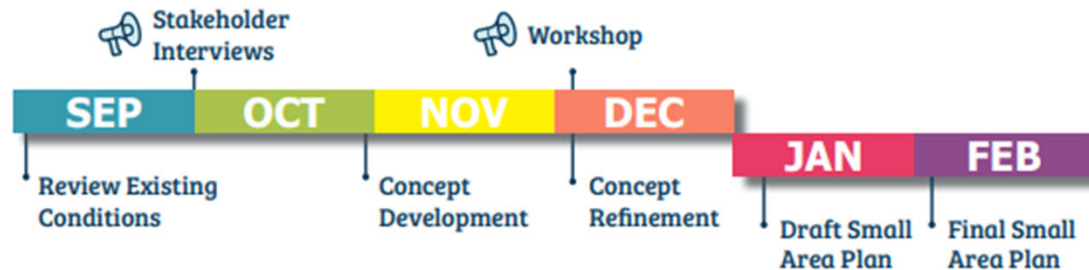 Stakeholder
Interviews
Workshop
SEP OCT NOV DEC
JAN FEB
Review Existing
Conditions
Concept
Development
Concept
Refinement
Draft Small
Area Plan
Final Small
Area Plan